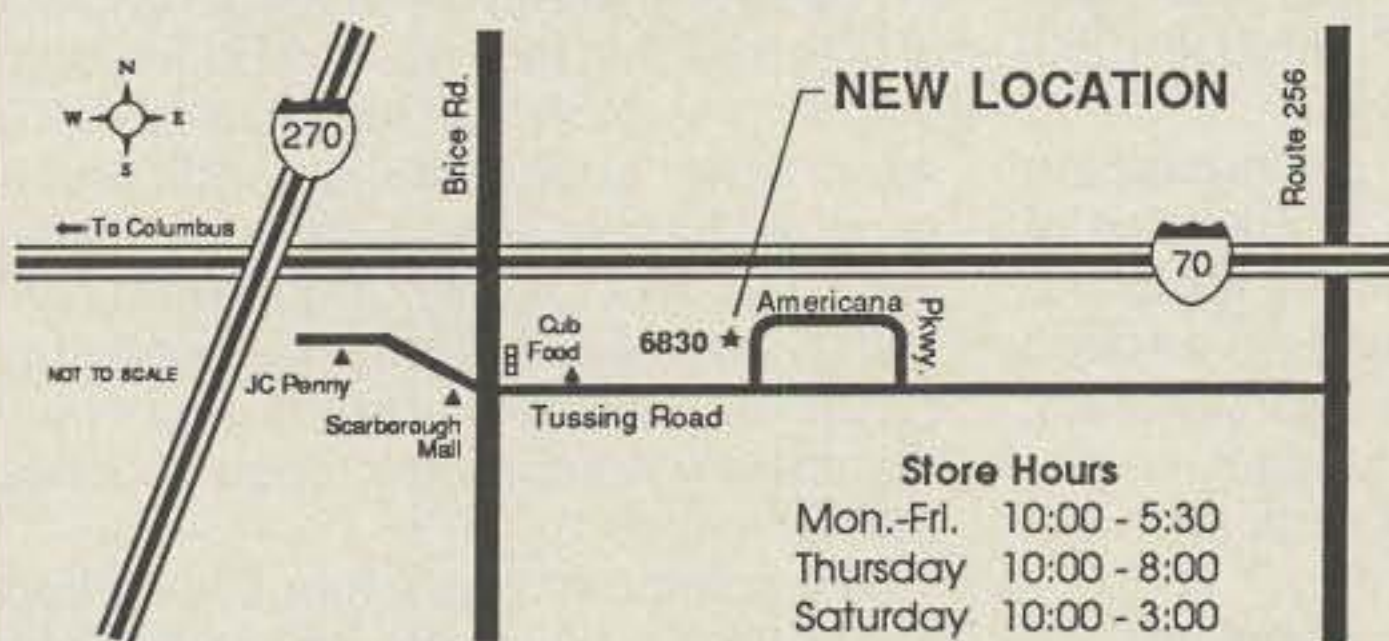 N
W E
S
270
Brice Rd.
NEW LOCATION
Route 256
To Columbus
70
Americana Pkwy.
6830
Cub
Food
NOT TO SCALE
JC Penny
Scarborough
Mall
Tussing Road
Store Hours
Mon.-Fri. 10:00 - 5:30
Thursday 10:00 - 8:00
Saturday 10:00 - 3:00